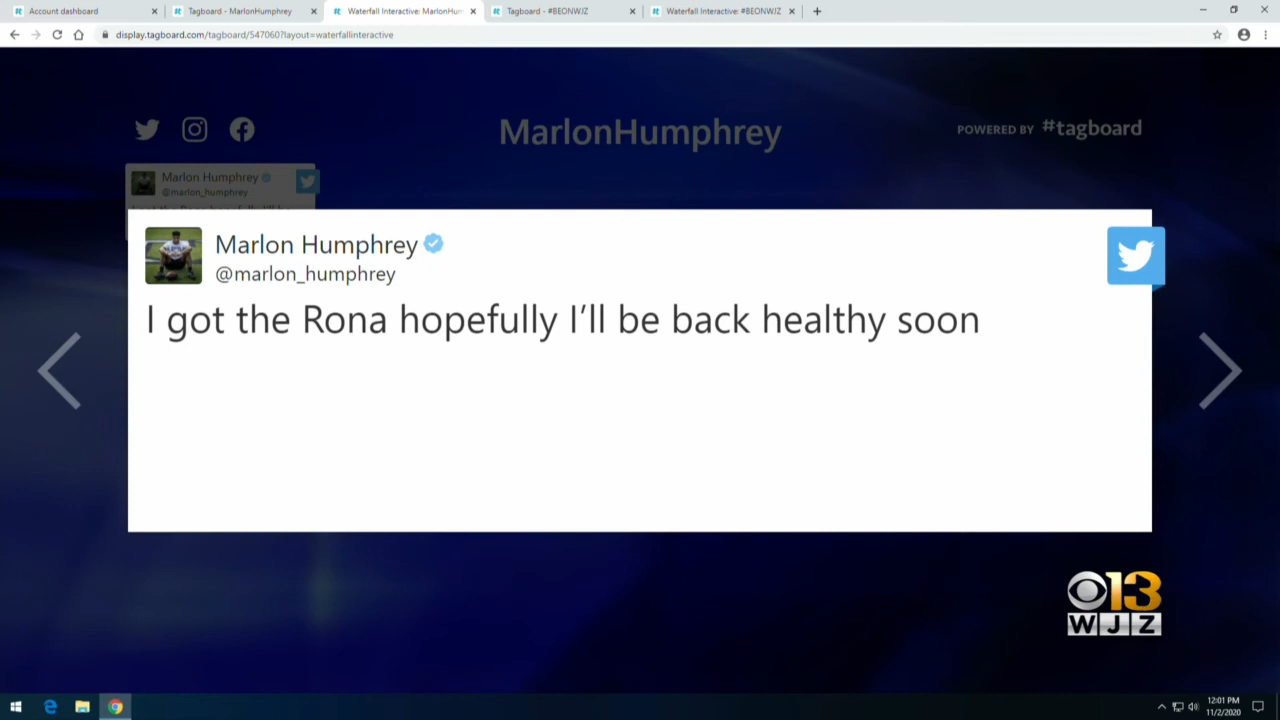 Account dashboard
Tagboard - MarlonHumphrey
Waterfall Interactive: MarlonHum
Tagboard - #BEONWJZ
Waterfall Interactive: #BEONWJZ
display.tagboard.com/tagboard/547060?layout=waterfallinteractive
MarlonHumphrey
POWERED BY #tagboard
Marlon Humphrey
@marlon_humphrey
Marlon Humphrey
@marlon_humphrey
I got the Rona hopefully I'll be back healthy soon
13
WJZ
12:01 PM
11/2/2020